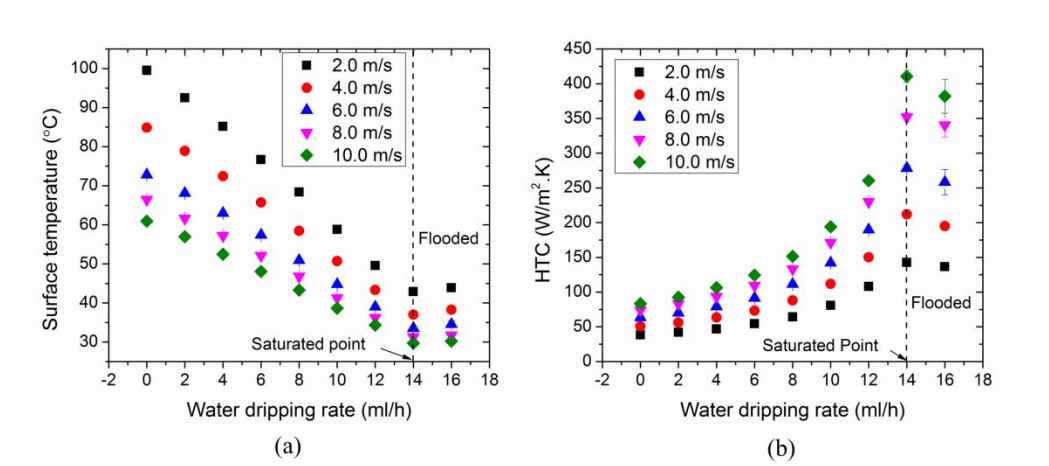 100
90
80
70
60
50
40
30
Surface temperature (°C)
2.0 m/s
4.0 m/s
6.0 m/s
8.0 m/s
10.0 m/s
Flooded
Saturated point
-2 0 2 4 6 8 10 12 14 16 18
Water dripping rate (ml/h)
(a)
450
400
350
300
250
200
150
100
50
0
HTC (W/m².K)
2.0 m/s
4.0 m/s
6.0 m/s
8.0 m/s
10.0 m/s
Flooded
Saturated Point
-2 0 2 4 6 8 10 12 14 16 18
Water dripping rate (ml/h)
(b)